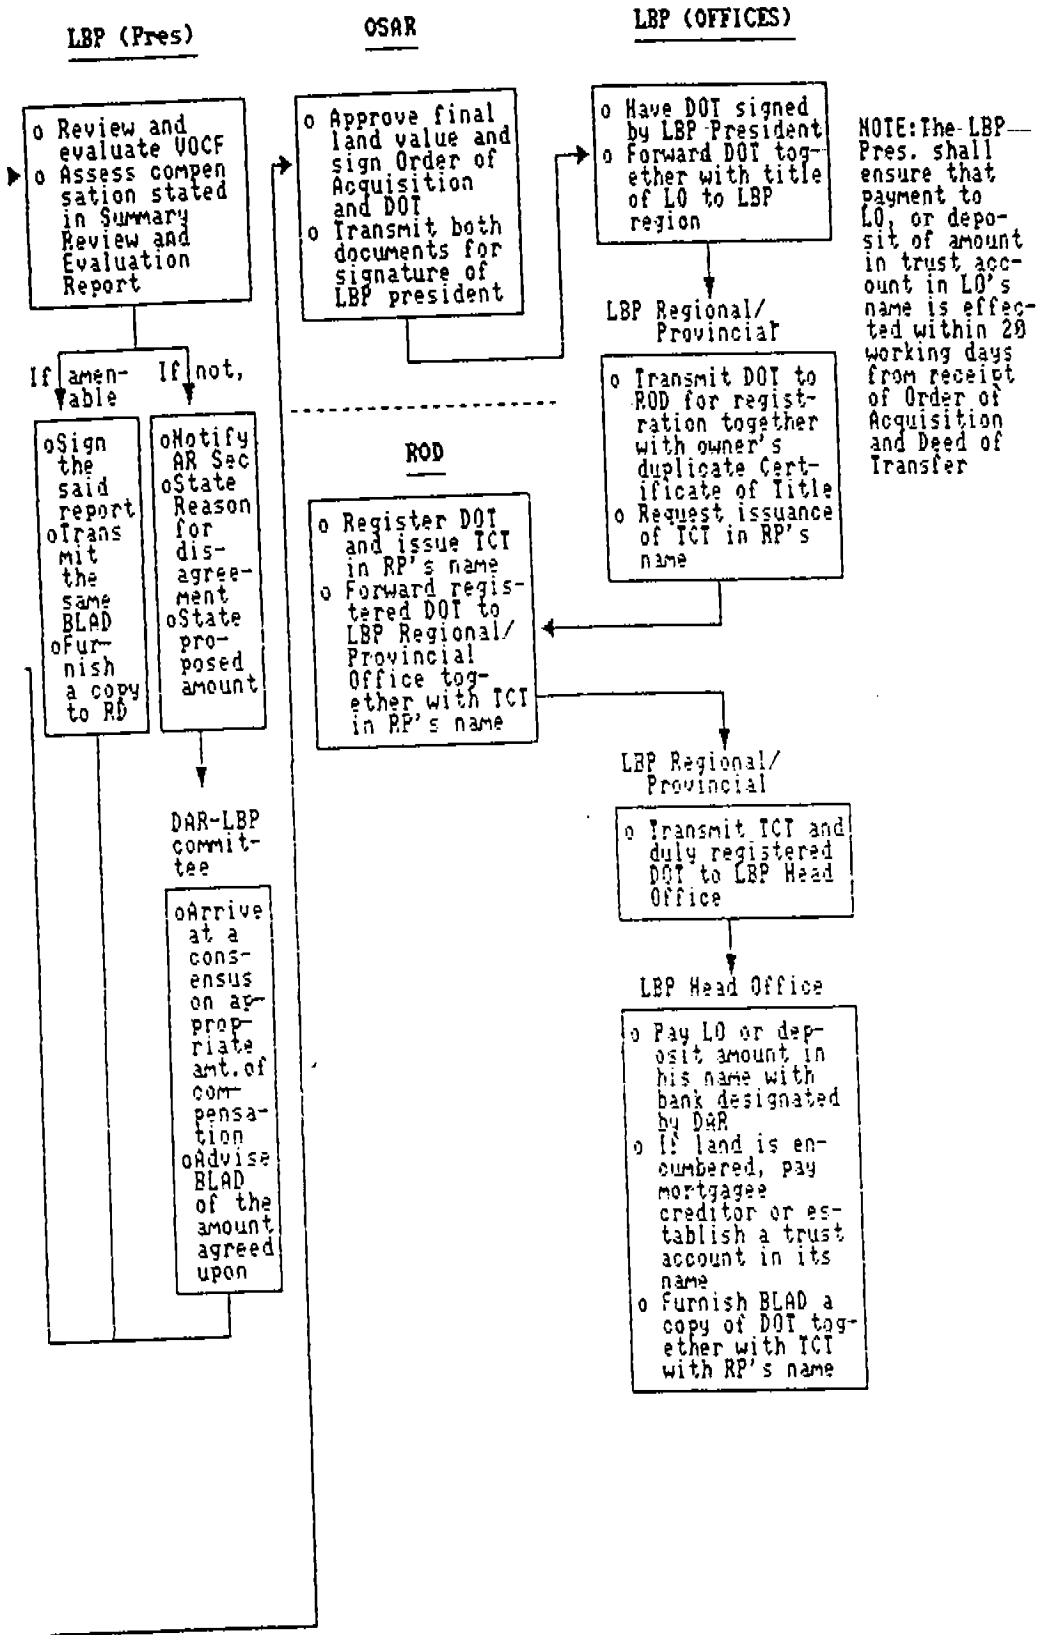 LBP (Pres)
o Review and
evaluate VOCF
o Assess compen
sation stated
in Summary
Review and
Evaluation
Report
If amen-
able
If not,
oSign
the
said
report
oTrans
mit
the
same
BLAD
oFur-
nish
a copy
to RD
oNotify
AR Sec
oState
Reason
for
dis-
agree-
ment
oState
pro-
posed
amount
DAR-LBP
commit-
tee
oArrive
at a
cons-
ensus
on ap-
prop-
riate
amt.of
com-
pensa-
tion
oAdvise
BLAD
of the
amount
agreed
upon
OSAR
o Approve final
land value and
sign Order of
Acquisition
and DOT
o Transmit both
documents for
signature of
LBP president
ROD
o Register DOT
and issue TCT
in RP's name
o Forward regis-
tered DOT to
LBP Regional/
Provincial
Office tog-
ether with TCT
in RP's name
LBP (OFFICES)
o Have DOT signed
by LBP President
o Forward DOT tog-
ether with title
of LO to LBP
region
LBP Regional/
Provincial
o Transmit DOT to
ROD for regist-
ration together
with owner's
duplicate Cert-
ificate of Title
o Request issuance
of TCT in RP's
name
LBP Regional/
Provincial
o Transmit TCT and
duly registered
DOT to LBP Head
Office
LBP Head Office
o Pay LO or dep-
osit amount in
his name with
bank designated
by DAR
o If land is en-
cumbered, pay
mortgagee
creditor or es-
tablish a trust
account in its
name
o Furnish BLAD a
copy of DOT tog-
ether with TCT
with RP's name
NOTE:The LBP
Pres. shall
ensure that
payment to
LO, or depo-
sit of amount
in trust acc-
ount in LO's
name is effec-
ted within 20
working days
from receipt
of Order of
Acquisition
and Deed of
Transfer